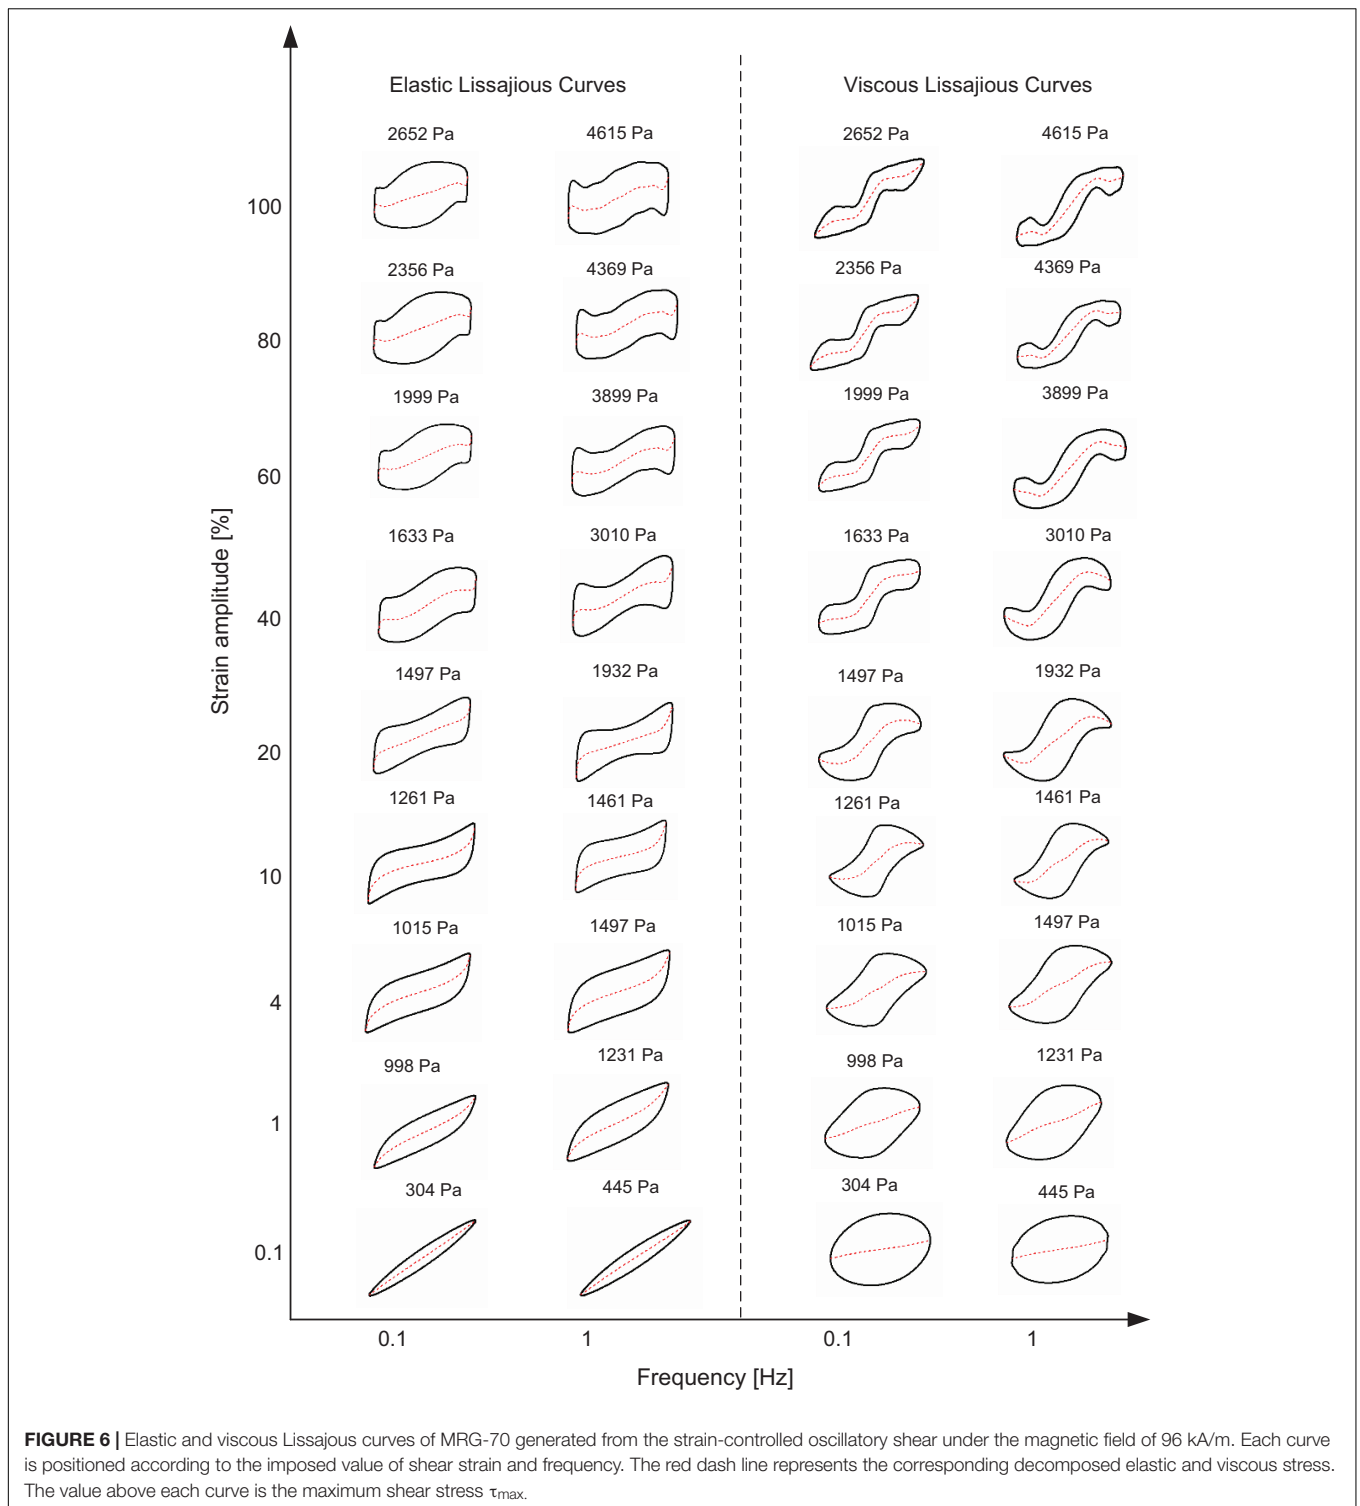 Elastic Lissajious Curves Viscous Lissajious Curves
2652 Pa 4615 Pa 2652 Pa 4615 Pa
100
2356 Pa 4369 Pa 2356 Pa 4369 Pa
80
1999 Pa 3899 Pa 1999 Pa 3899 Pa
60
1633 Pa 3010 Pa 1633 Pa 3010 Pa
40
Strain amplitude [%]
1497 Pa 1932 Pa 1497 Pa 1932 Pa
20
1261 Pa 1461 Pa 1261 Pa 1461 Pa
10
1015 Pa 1497 Pa 1015 Pa 1497 Pa
4
998 Pa 1231 Pa 998 Pa 1231 Pa
1
304 Pa 445 Pa 304 Pa 445 Pa
0.1
0.1 1 0.1 1
Frequency [Hz]
FIGURE 6 | Elastic and viscous Lissajous curves of MRG-70 generated from the strain-controlled oscillatory shear under the magnetic field of 96 kA/m. Each curve
is positioned according to the imposed value of shear strain and frequency. The red dash line represents the corresponding decomposed elastic and viscous stress.
The value above each curve is the maximum shear stress τmax.